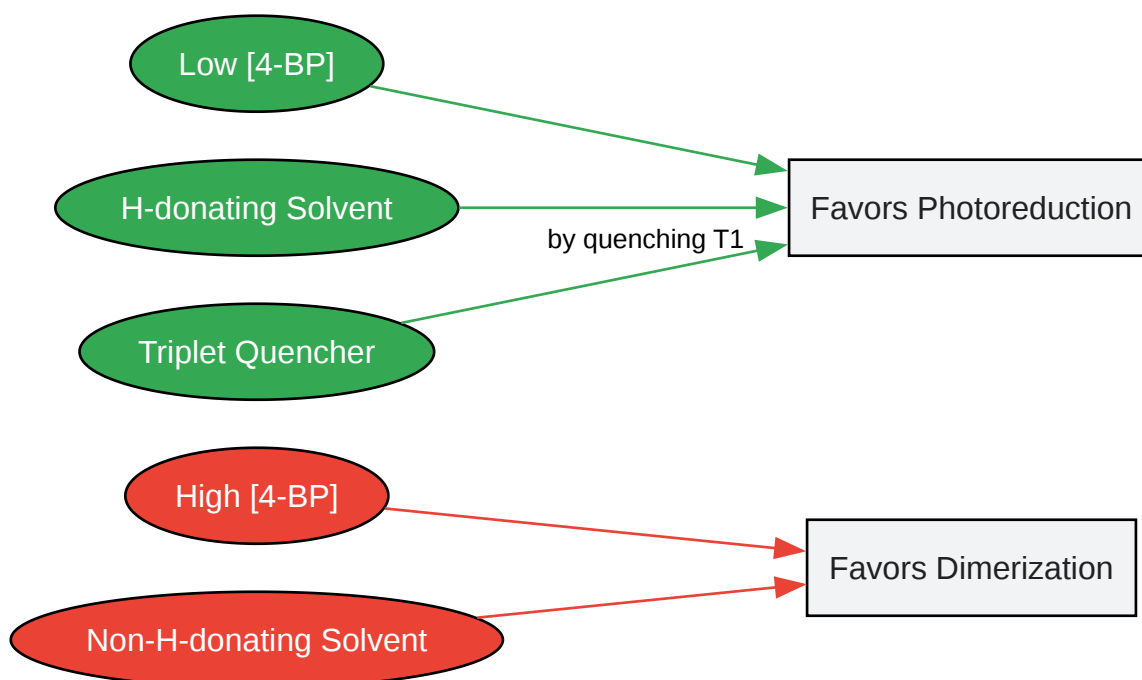 Low [4-BP]
H-donating Solvent
Favors Photoreduction
by quenching T1
Triplet Quencher
High [4-BP]
Favors Dimerization
Non-H-donating Solvent